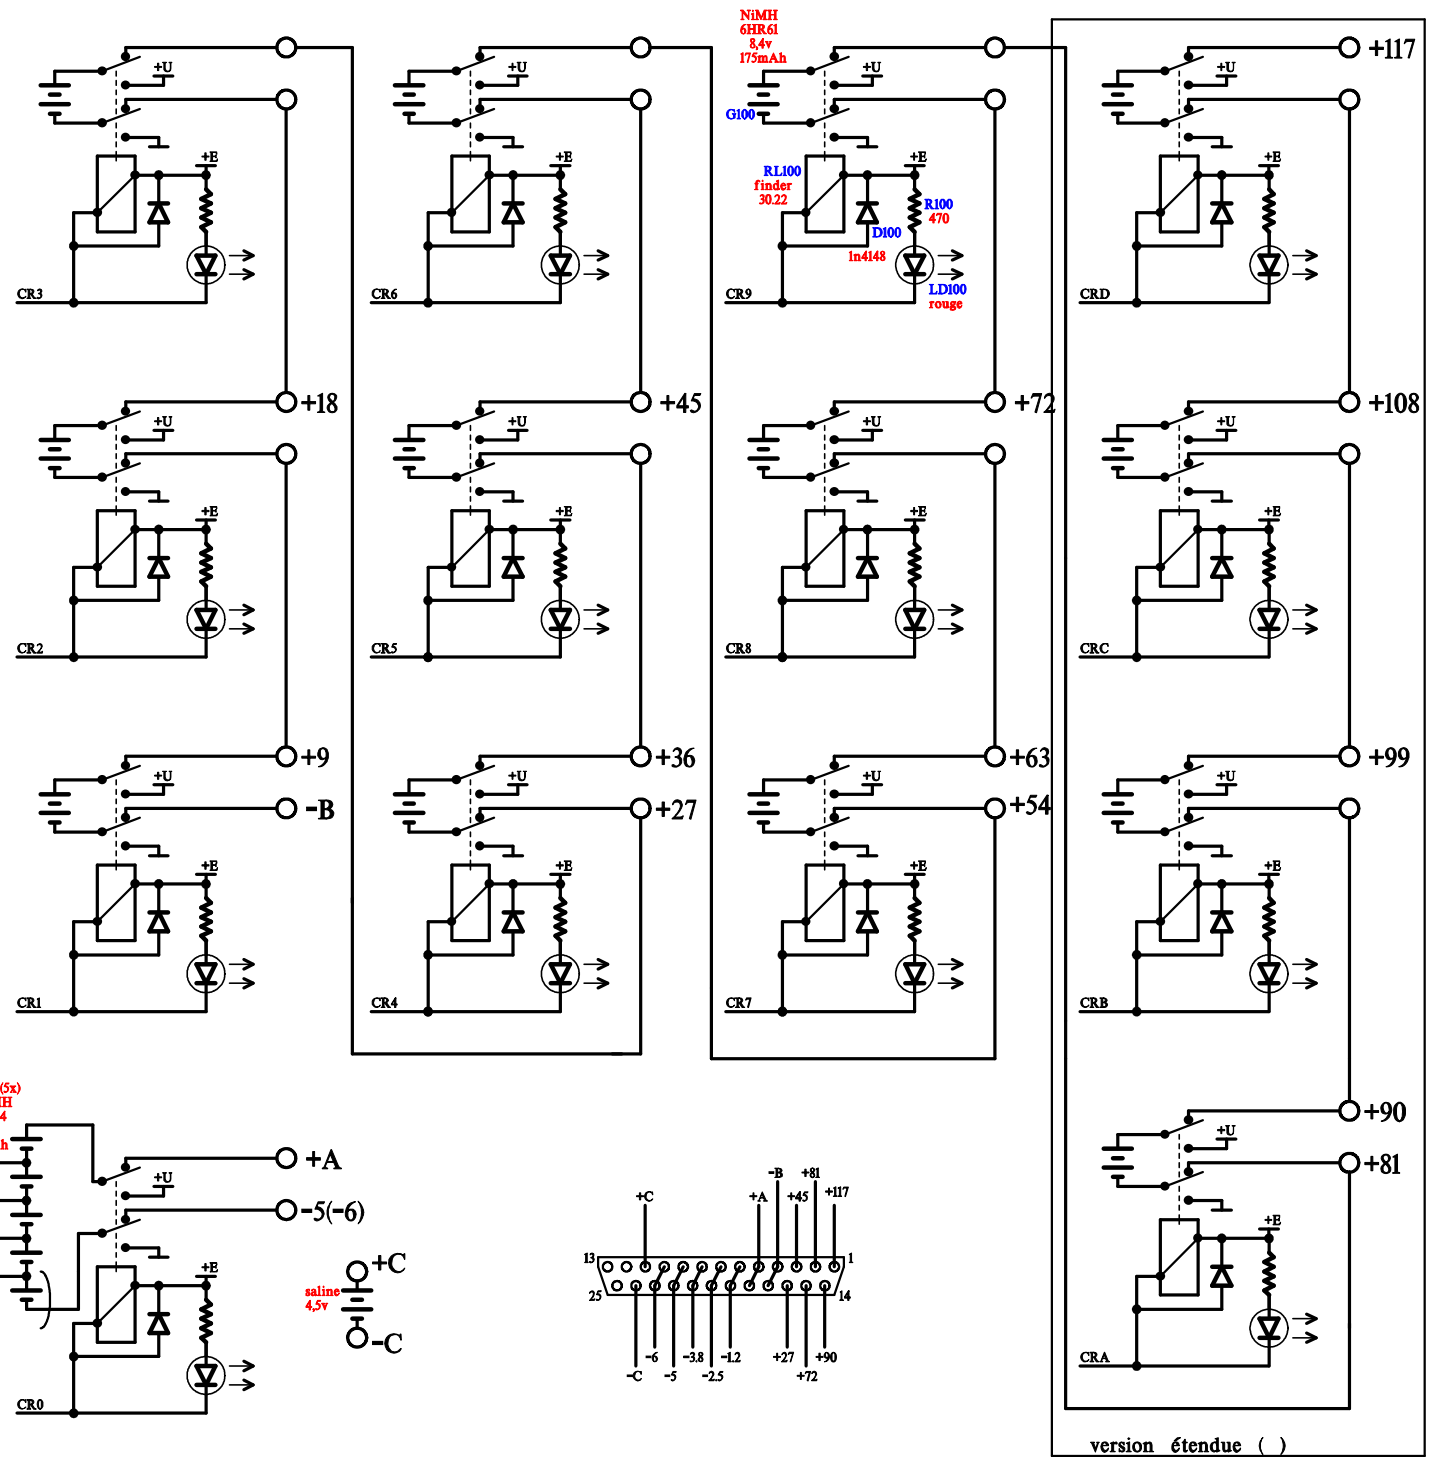 NiMH
6HR61
8,4v
175mAh
+117
+U
+U
+U
+U
G100
+E
+E
+E
+E
RL100
finder
30.22
R100
470
D100
1n4148
LD100
rouge
CR3
CR6
CR9
CRD
+18
+45
+72
+108
+U
+U
+U
+U
+E
+E
+E
+E
CR2
CR5
CR8
CRC
+9
+36
+63
+99
+U
+U
+U
+U
-B
+27
+54
+E
+E
+E
+E
CR1
CR4
CR7
CRB
(5x)
4
h
+90
+U
+A
+81
+U
-5(-6)
+E
+E
CR0
CRA
+C
saline
4,5v
-C
-B
+81
+C
+A
+45
+117
13
1
25
14
-6
-3.8
-1.2
+27
+90
-C
-5
-2.5
+72
version étendue ( )